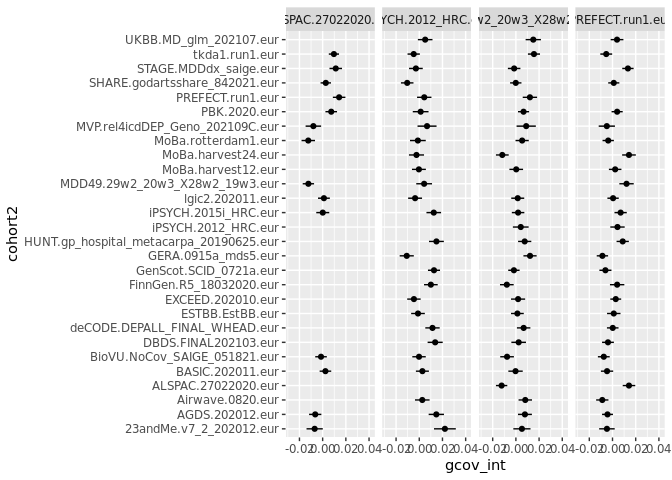 SPAC.27022020.
YCH.2012_HRC.
w2_20w3_X28w2
REFECT.run1.eu
UKBB.MD_glm_202107.eur
tkda1.run1.eur
STAGE.MDDdx_saige.eur
SHARE.godartsshare_842021.eur
PREFECT.run1.eur
PBK.2020.eur
MVP.rel4icdDEP_Geno_202109C.eur
MoBa.rotterdam1.eur
MoBa.harvest24.eur
MoBa.harvest12.eur
MDD49.29w2_20w3_X28w2_19w3.eur
lgic2.202011.eur
iPSYCH.2015i_HRC.eur
iPSYCH.2012_HRC.eur
HUNT.gp_hospital_metacarpa_20190625.eur
GERA.0915a_mds5.eur
GenScot.SCID_0721a.eur
FinnGen.R5_18032020.eur
EXCEED.202010.eur
ESTBB.EstBB.eur
deCODE.DEPALL_FINAL_WHEAD.eur
DBDS.FINAL202103.eur
BioVU.NoCov_SAIGE_051821.eur
BASIC.202011.eur
ALSPAC.27022020.eur
Airwave.0820.eur
AGDS.202012.eur
23andMe.v7_2_202012.eur
cohort2
-0.02 0.00 0.02 0.04 -0.02 0.00 0.02 0.04 -0.02 0.00 0.02 0.04 -0.02 0.00 0.02 0.04
gcov_int